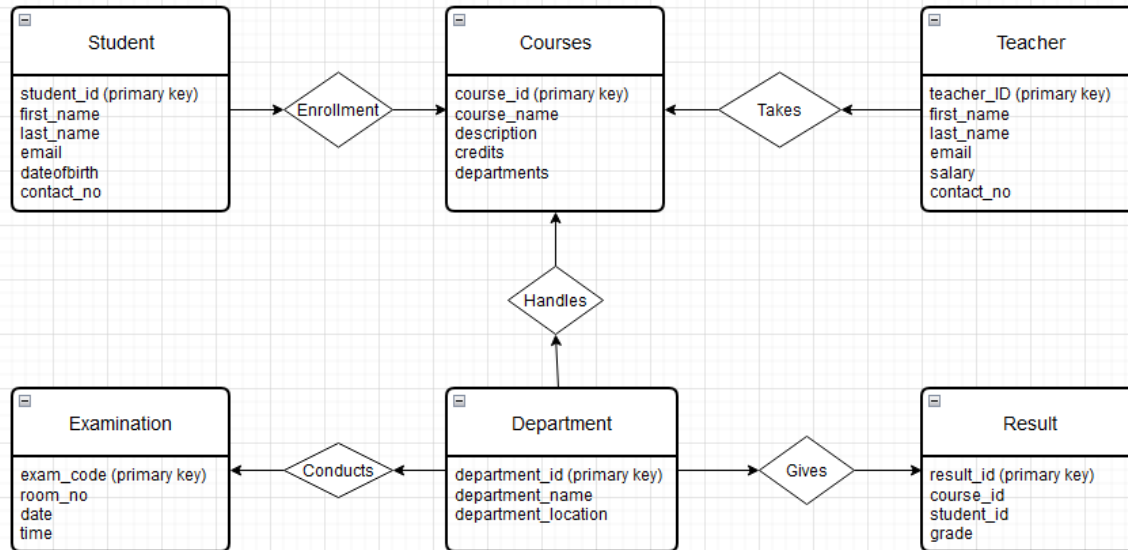 Student
student_id (primary key)
first_name
last_name
email
dateofbirth
contact_no
Enrollment
Courses
course_id (primary key)
course_name
description
credits
departments
Takes
Teacher
teacher_ID (primary key)
first_name
last_name
email
salary
contact_no
Handles
Examination
exam_code (primary key)
room_no
date
time
Conducts
Department
department_id (primary key)
department_name
department_location
Gives
Result
result_id (primary key)
course_id
student_id
grade